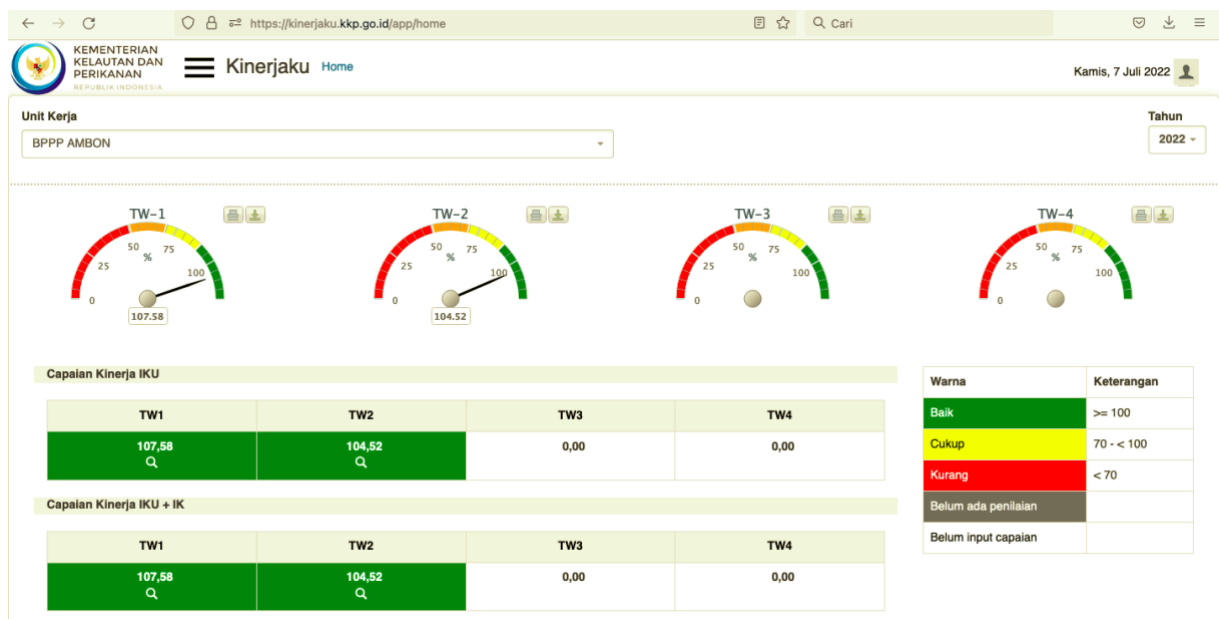 https://kinerjaku.kkp.go.id/app/home
Cari
KEMENTERIAN
KELAUTAN DAN
PERIKANAN
REPUBLIK INDONESIA
Kinerjaku Home
Kamis, 7 Juli 2022
Unit Kerja
Tahun
BPPP AMBON
2022
TW-1
0 25 50 75 100
%
107.58
TW-2
0 25 50 75 100
%
104.52
TW-3
0 25 50 75 100
%
TW-4
0 25 50 75 100
%
Capaian Kinerja IKU
TW1 TW2 TW3 TW4
107,58 104,52 0,00 0,00
Capaian Kinerja IKU + IK
TW1 TW2 TW3 TW4
107,58 104,52 0,00 0,00
Warna Keterangan
Baik >= 100
Cukup 70 - < 100
Kurang < 70
Belum ada penilaian
Belum input capaian